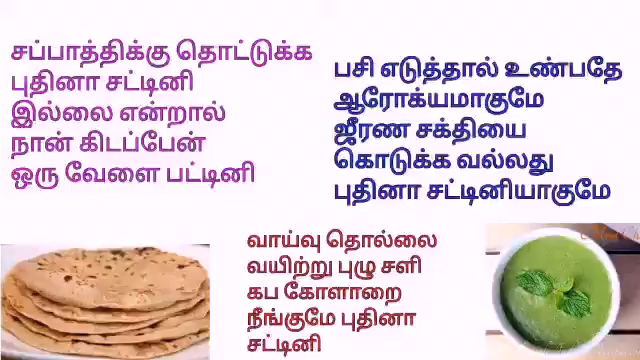 சப்பாத்திக்கு தொட்டுக்க
புதினா சட்டினி
இல்லை என்றால்
நான் கிடப்பேன்
ஒரு வேளை பட்டினி
பசி எடுத்தால் உண்பதே
ஆரோக்யமாகுமே
ஜீரண சக்தியை
கொடுக்க வல்லது
புதினா சட்டினியாகுமே
வாய்வு தொல்லை
வயிற்று புழு சளி
கப கோளாறை
நீங்குமே புதினா
சட்டினி